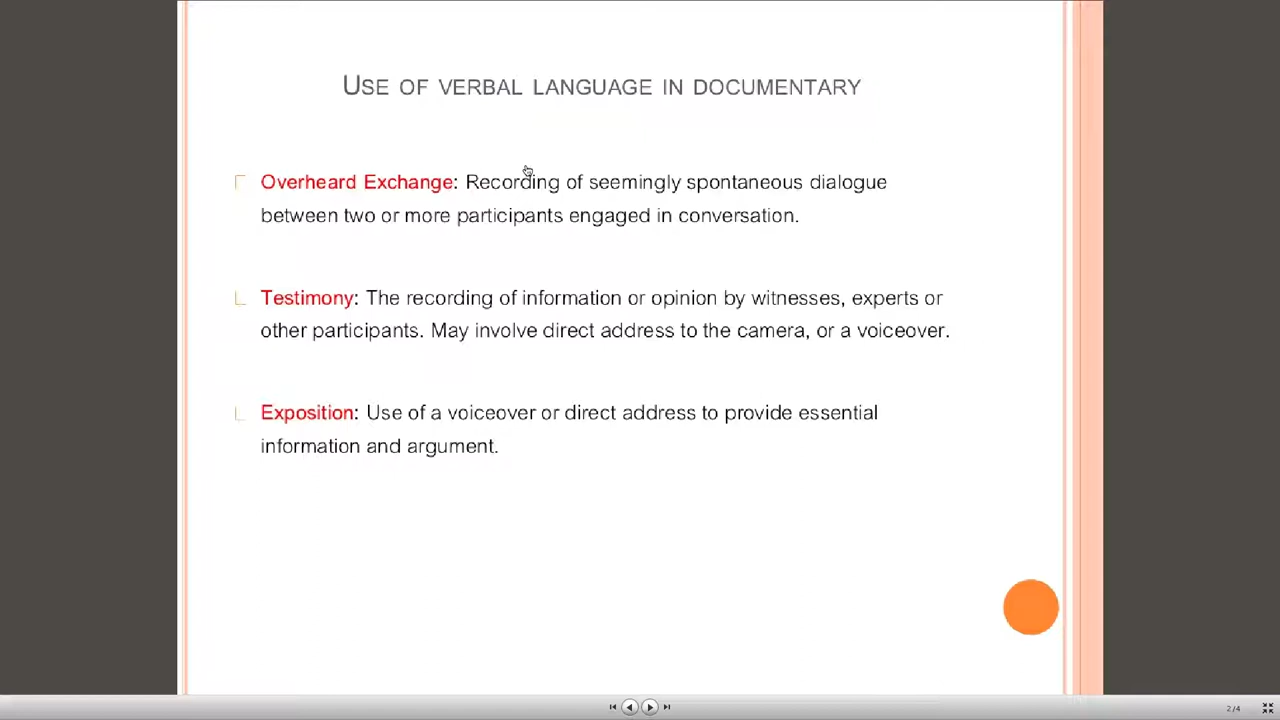 USE OF VERBAL LANGUAGE IN DOCUMENTARY
Overheard Exchange: Recording of seemingly spontaneous dialogue
between two or more participants engaged in conversation.
Testimony: The recording of information or opinion by witnesses, experts or
other participants. May involve direct address to the camera, or a voiceover.
Exposition: Use of a voiceover or direct address to provide essential
information and argument.
2/4